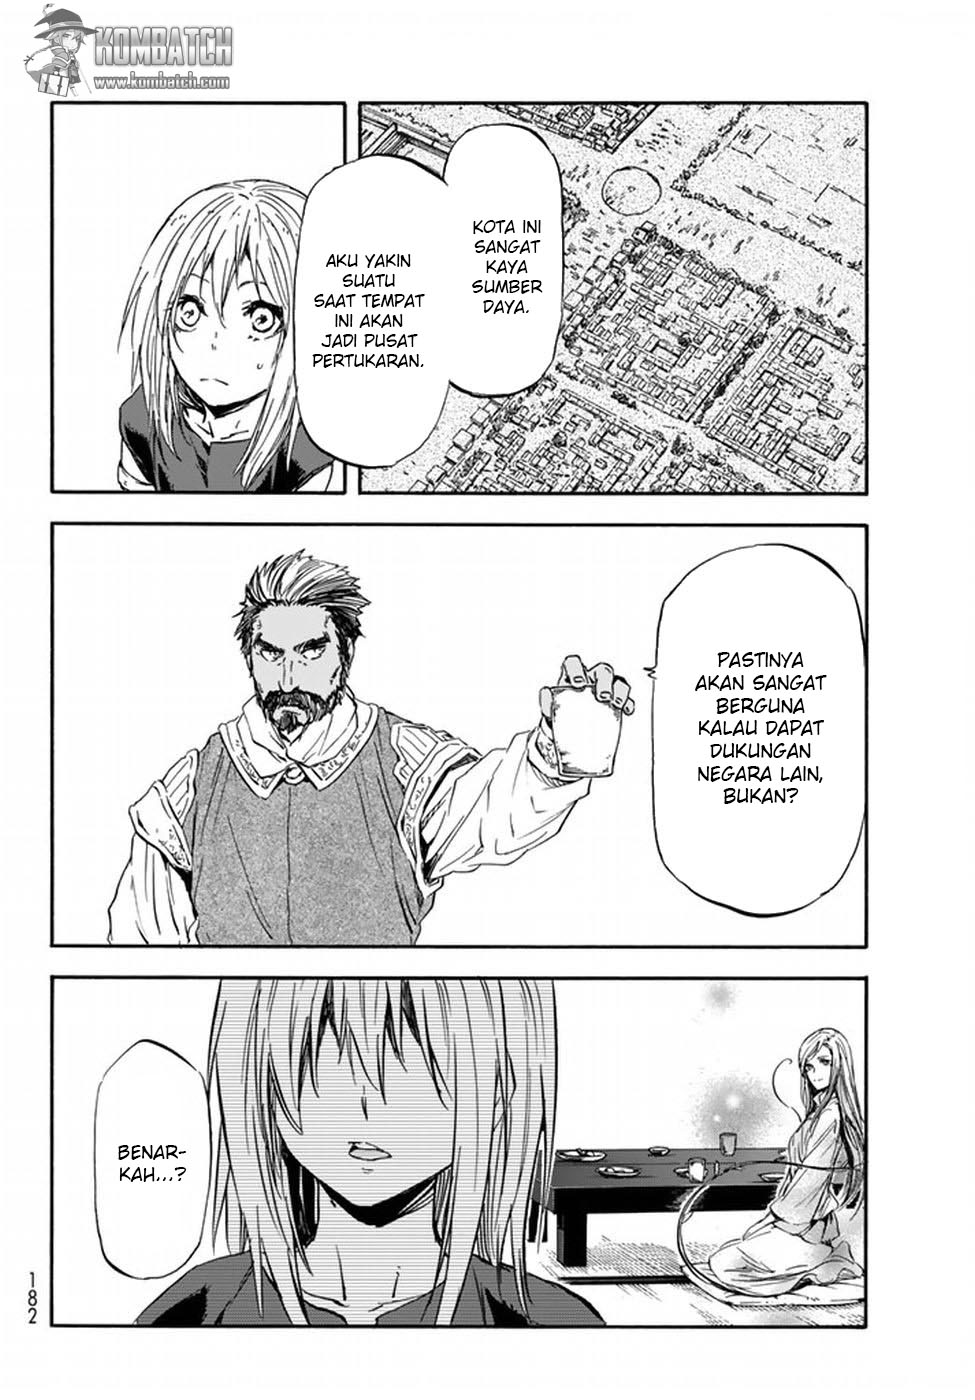 KOMBATCH
www.kombatch.com
KOTA INI
SANGAT
KAYA
SUMBER
DAYA.
AKU YAKIN
SUATU
SAAT TEMPAT
INI AKAN
JADI PUSAT
PERTUKARAN.
PASTINYA
AKAN SANGAT
BERGUNA
KALAU DAPAT
DUKUNGAN
NEGARA LAIN,
BUKAN?
BENAR-
KAH...?
182